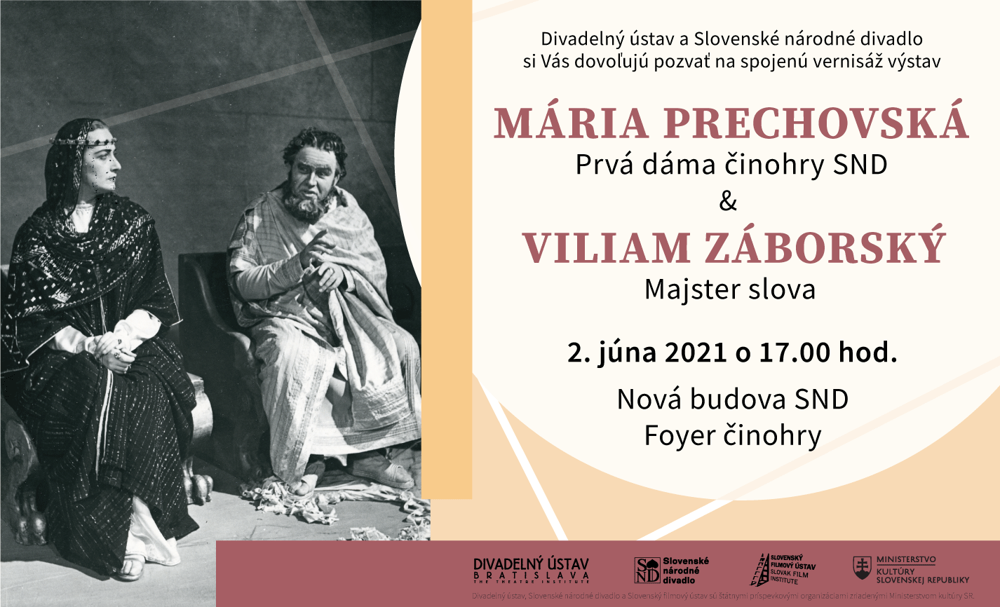 Divadelný ústav a Slovenské národné divadlo
si Vás dovoľujú pozvať na spojenú vernisáž výstav
MÁRIA PRECHOVSKÁ
Prvá dáma činohry SND
&
VILIAM ZÁBORSKÝ
Majster slova
2. júna 2021 o 17.00 hod.
Nová budova SND
Foyer činohry
DIVADELNÝ ÚSTAV
BRATISLAVA
THE THEATRE INSTITUTE
SND
Slovenské
národné
divadlo
SLOVENSKÝ
FILMOVÝ ÚSTAV
SLOVAK FILM
INSTITUTE
MINISTERSTVO
KULTÚRY
SLOVENSKEJ REPUBLIKY
Divadelný ústav, Slovenské národné divadlo a Slovenský filmový ústav sú štátnymi príspevkovými organizáciami zriadenými Ministerstvom kultúry SR.